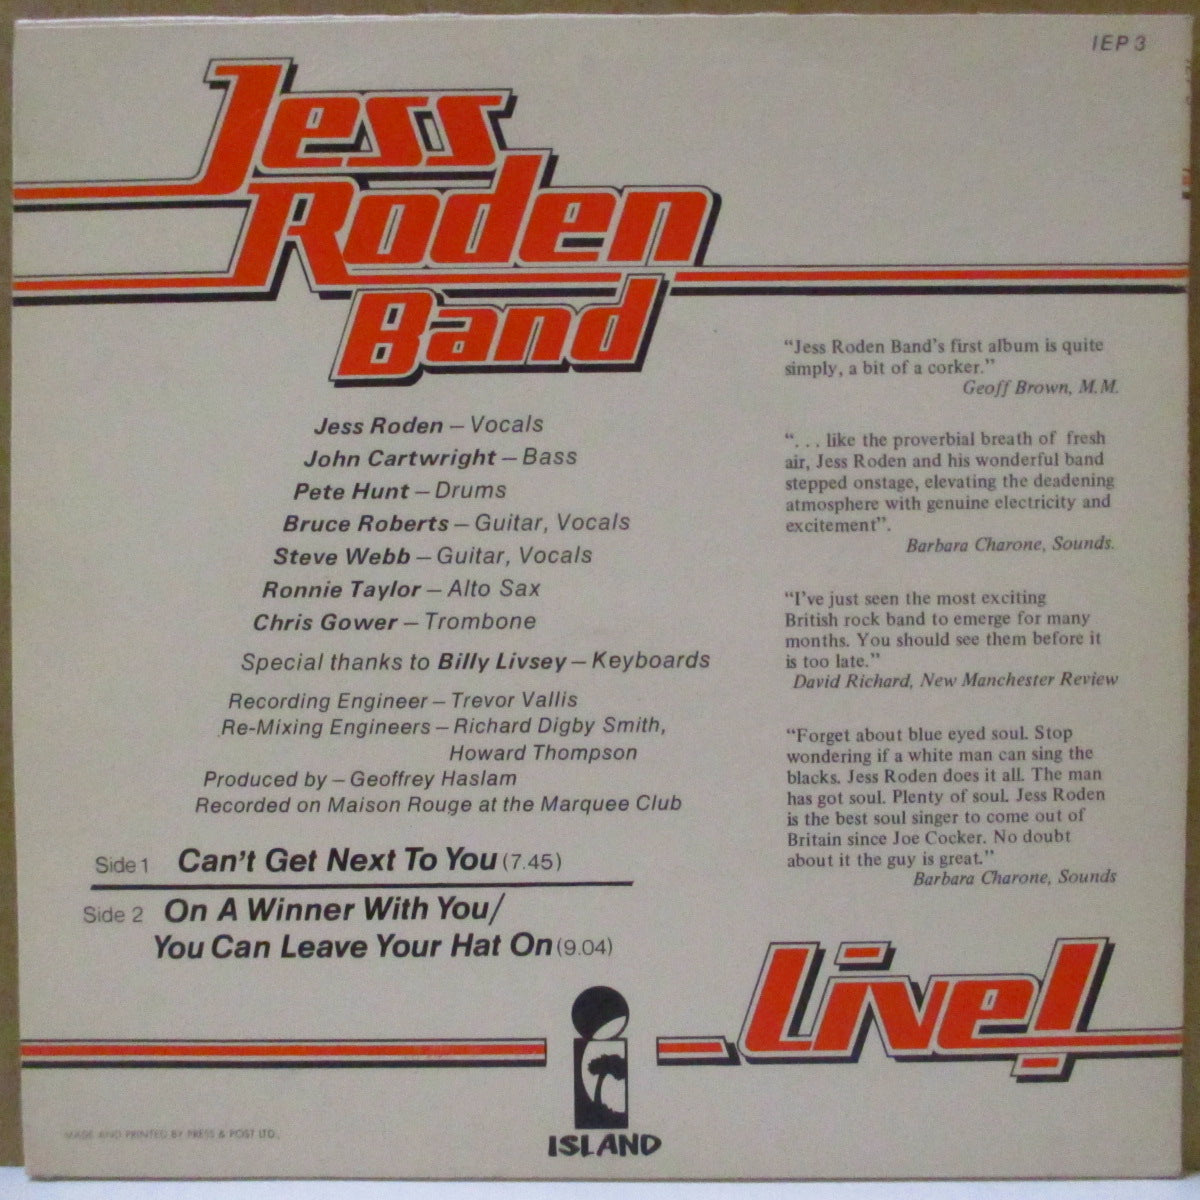 IEP 3
Jess
Roden
Band
Jess Roden – Vocals
John Cartwright – Bass
Pete Hunt – Drums
Bruce Roberts – Guitar, Vocals
Steve Webb – Guitar, Vocals
Ronnie Taylor – Alto Sax
Chris Gower – Trombone
Special thanks to Billy Livsey – Keyboards
Recording Engineer – Trevor Vallis
Re-Mixing Engineers – Richard Digby Smith,
Howard Thompson
Produced by – Geoffrey Haslam
Recorded on Maison Rouge at the Marquee Club
Side 1 Can't Get Next To You (7.45)
Side 2 On A Winner With You/
You Can Leave Your Hat On (9.04)
"Jess Roden Band's first album is quite
simply, a bit of a corker."
Geoff Brown, M.M.
". . . like the proverbial breath of fresh
air, Jess Roden and his wonderful band
stepped onstage, elevating the deadening
atmosphere with genuine electricity and
excitement".
Barbara Charone, Sounds.
"I've just seen the most exciting
British rock band to emerge for many
months. You should see them before it
is too late."
David Richard, New Manchester Review
"Forget about blue eyed soul. Stop
wondering if a white man can sing the
blacks. Jess Roden does it all. The man
has got soul. Plenty of soul. Jess Roden
is the best soul singer to come out of
Britain since Joe Cocker. No doubt
about it the guy is great."
Barbara Charone, Sounds
Live!
ISLAND
MADE AND PRINTED BY PRESS & POST LTD.